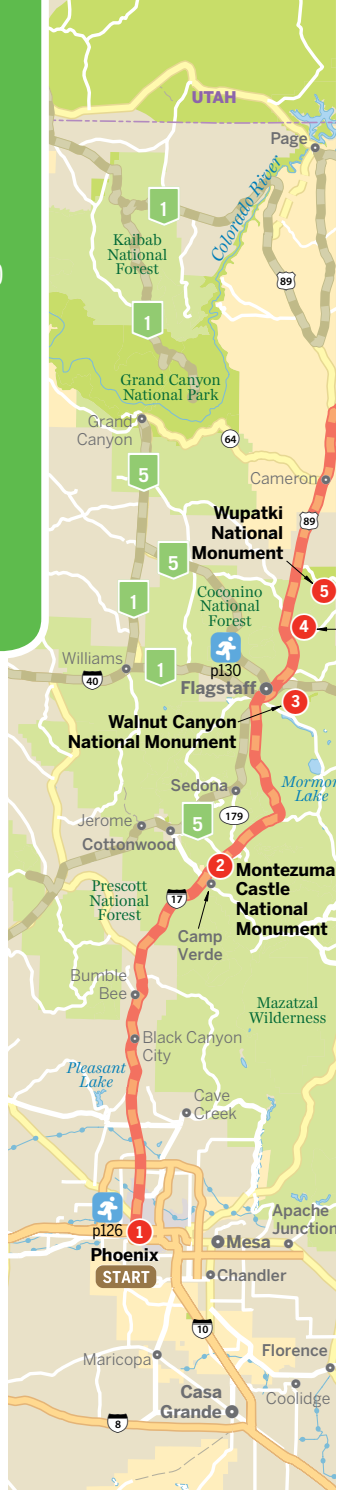 UTAH
Page
1
Colorado River
Kaibab
National
Forest
89
1
Grand Canyon
National Park
Grand
Canyon
64
5
Cameron
89
Wupatki
National
Monument
5
5
1
Coconino
National
Forest
4
Williams
1
p130
40
Flagstaff
3
Walnut Canyon
National Monument
Sedona
Mormon
Lake
179
Jerome
5
Cottonwood
2
Montezuma
Castle
National
Monument
Prescott
National
Forest
17
Camp
Verde
Bumble
Bee
Mazatzal
Wilderness
Black Canyon
City
Pleasant
Lake
Cave
Creek
p126
1
Apache
Junction
Phoenix
START
Mesa
Chandler
10
Maricopa
Florence
Casa
Grande
Coolidge
8